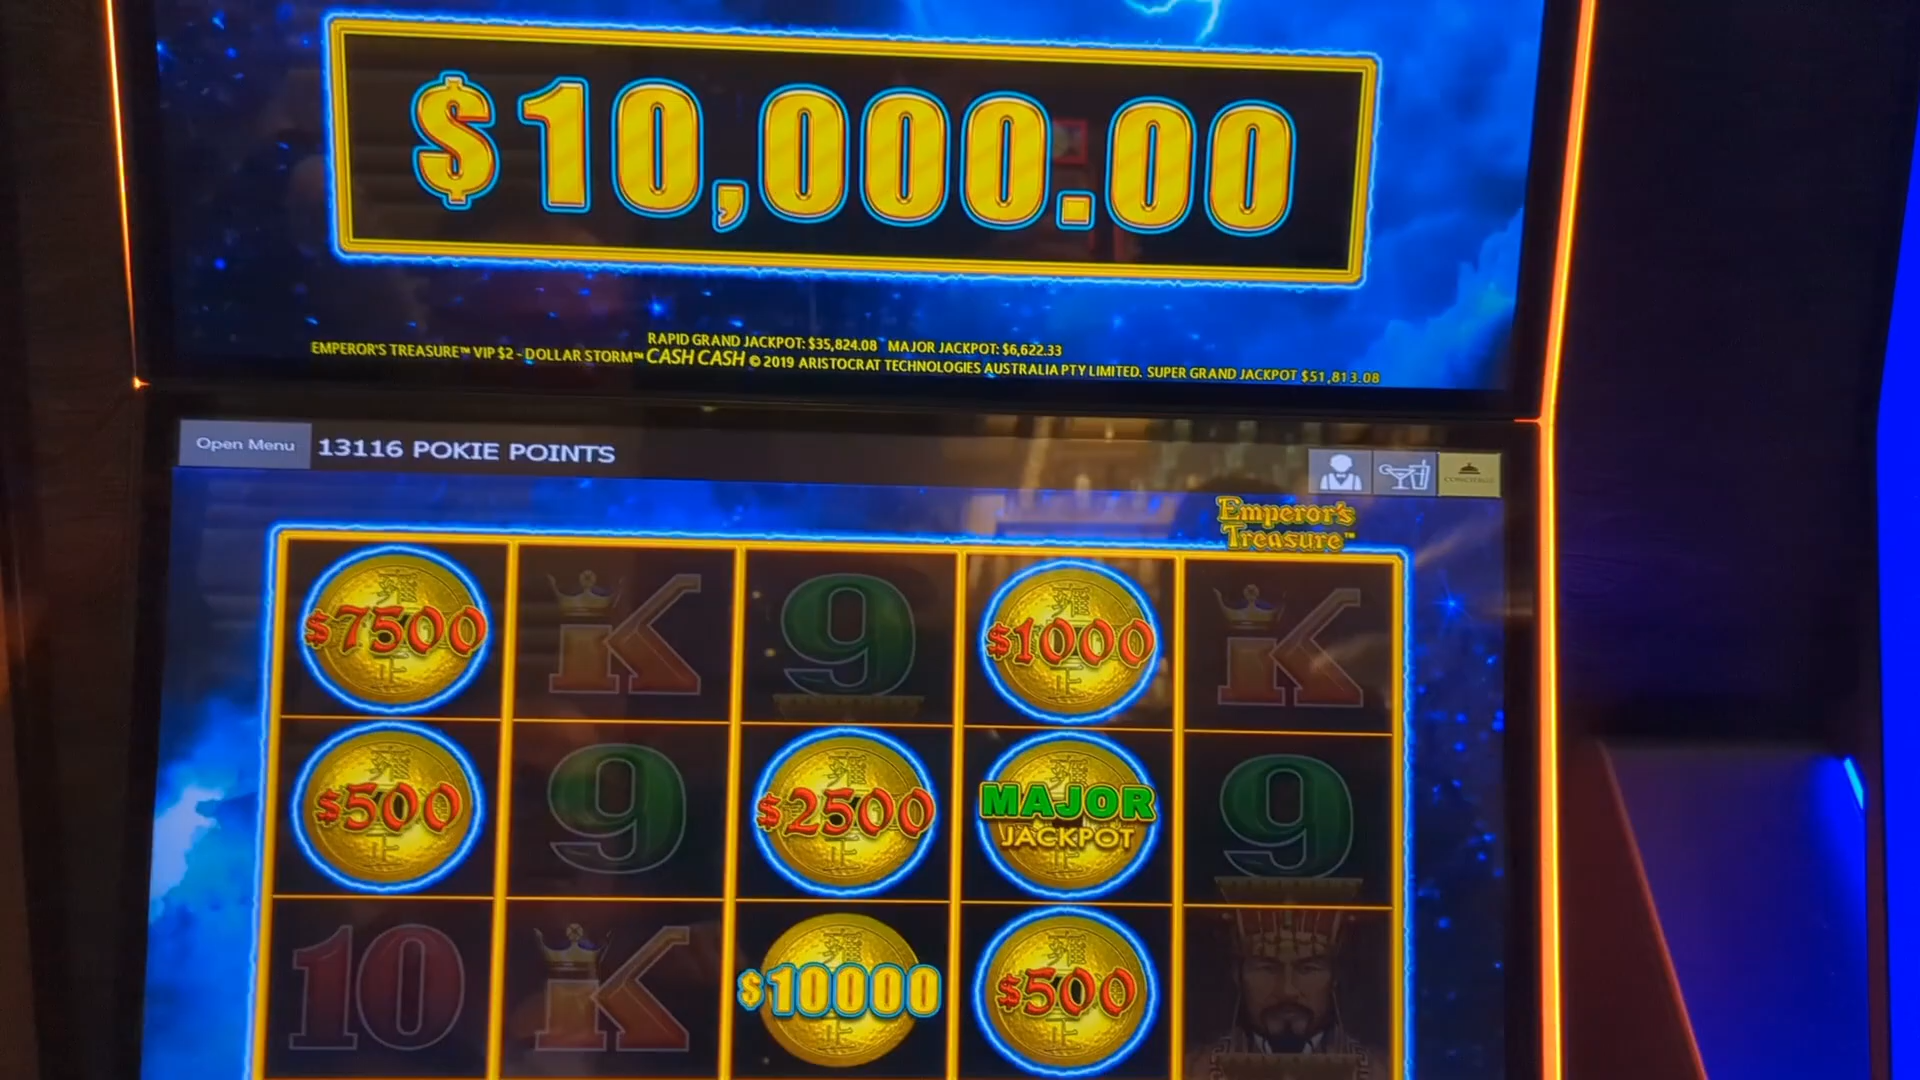 $10,000.00
RAPID GRAND JACKPOT: $35,824.08 MAJOR JACKPOT: $6,622.33
EMPEROR'S TREASURE™ VIP $2 - DOLLAR STORM™ CASH CASH © 2019 ARISTOCRAT TECHNOLOGIES AUSTRALIA PTY LIMITED. SUPER GRAND JACKPOT $51,813.08
Open Menu 13116 POKIE POINTS
CONCIERGE
Emperor's
Treasure™
$7500 K 9 $1000 K
$500 9 $2500 MAJOR
JACKPOT 9
10 K $10000 $500